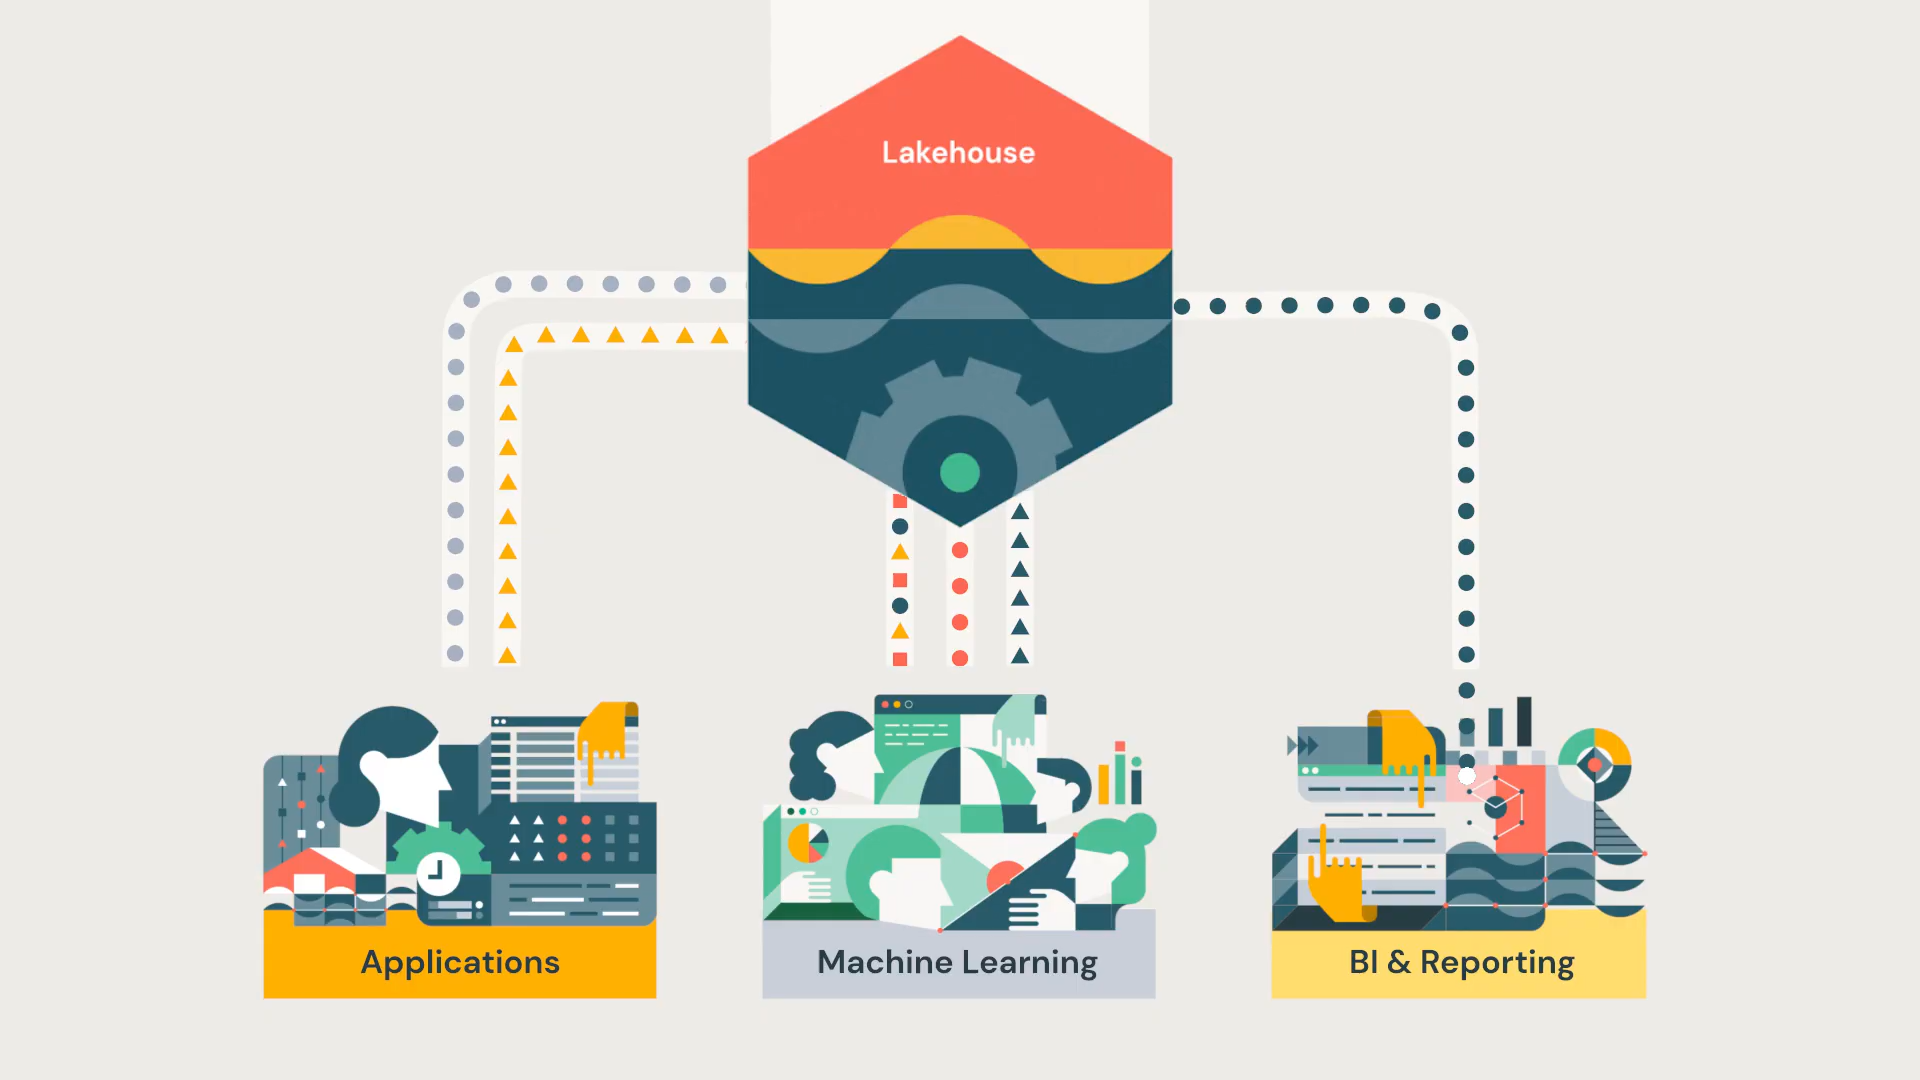 Lakehouse
Applications
Machine Learning
BI & Reporting